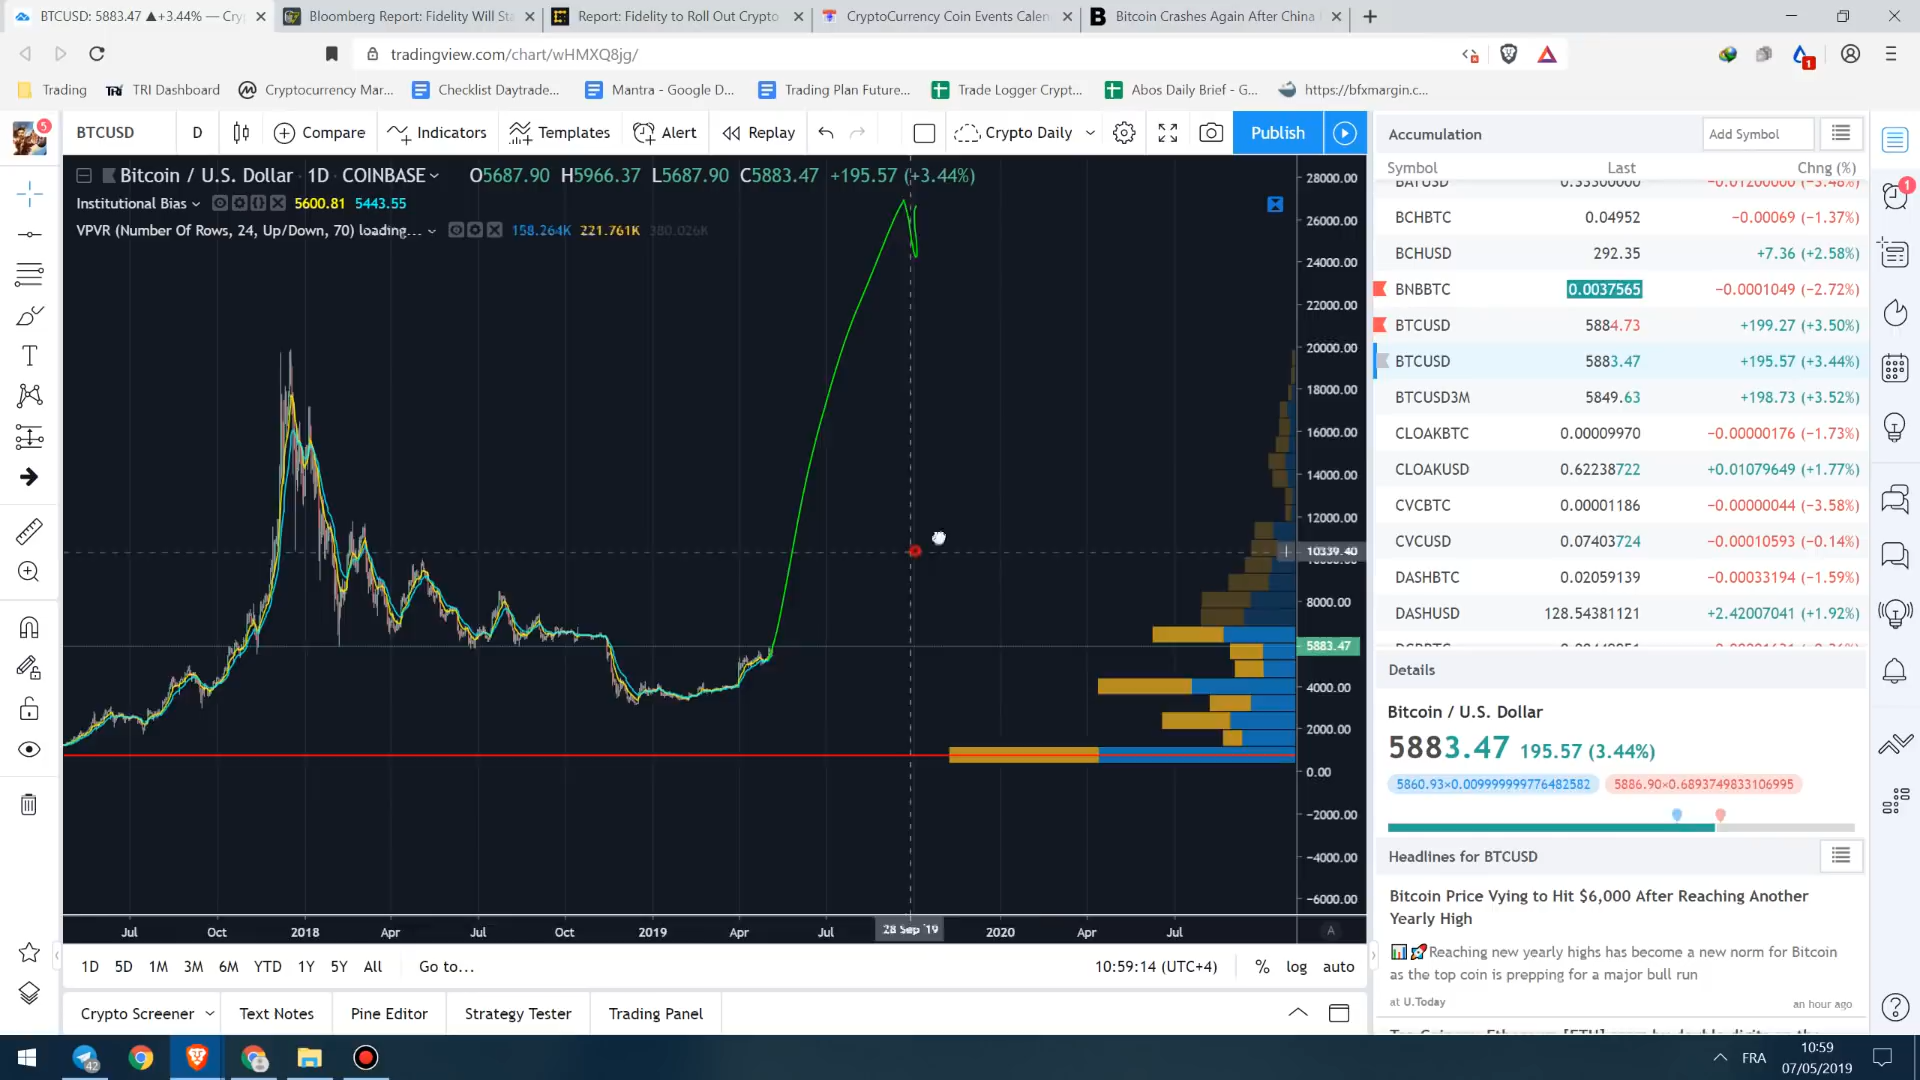 BTCUSD: 5883.47 ▲+3.44% — Cry
Bloomberg Report: Fidelity Will Sta
Report: Fidelity to Roll Out Crypto
CryptoCurrency Coin Events Calen
Bitcoin Crashes Again After China
tradingview.com/chart/wHMXQ8jg/
1
Trading
TRI Dashboard
Cryptocurrency Mar...
Checklist Daytrade...
Mantra - Google D...
Trading Plan Future...
Trade Logger Crypt...
Abos Daily Brief - G...
https://bfxmargin.c...
5
BTCUSD
D
Compare
Indicators
Templates
Alert
Replay
Crypto Daily
Publish
Bitcoin / U.S. Dollar 1D COINBASE O5687.90 H5966.37 L5687.90 C5883.47 +195.57 (+3.44%)
Institutional Bias 5600.81 5443.55
VPVR (Number Of Rows, 24, Up/Down, 70) loading... 158.264K 221.761K 380.026K
28000.00
26000.00
24000.00
22000.00
20000.00
18000.00
16000.00
14000.00
12000.00
10339.40
8000.00
5883.47
4000.00
2000.00
0.00
−2000.00
−4000.00
−6000.00
Jul Oct 2018 Apr Jul Oct 2019 Apr Jul 28 Sep '19 2020 Apr Jul A
1D 5D 1M 3M 6M YTD 1Y 5Y All Go to... 10:59:14 (UTC+4) % log auto
Crypto Screener Text Notes Pine Editor Strategy Tester Trading Panel
Accumulation Add Symbol
Symbol Last Chng (%)
BCHBTC 0.04952 −0.00069 (−1.37%)
BCHUSD 292.35 +7.36 (+2.58%)
BNBBTC 0.0037565 −0.0001049 (−2.72%)
BTCUSD 5884.73 +199.27 (+3.50%)
BTCUSD 5883.47 +195.57 (+3.44%)
BTCUSD3M 5849.63 +198.73 (+3.52%)
CLOAKBTC 0.00009970 −0.00000176 (−1.73%)
CLOAKUSD 0.62238722 +0.01079649 (+1.77%)
CVCBTC 0.00001186 −0.00000044 (−3.58%)
CVCUSD 0.07403724 −0.00010593 (−0.14%)
DASHBTC 0.02059139 −0.00033194 (−1.59%)
DASHUSD 128.54381121 +2.42007041 (+1.92%)
Details
Bitcoin / U.S. Dollar
5883.47 195.57 (3.44%)
5860.93×0.009999999776482582 5886.90×0.6893749833106995
Headlines for BTCUSD
Bitcoin Price Vying to Hit $6,000 After Reaching Another
Yearly High
Reaching new yearly highs has become a new norm for Bitcoin
as the top coin is prepping for a major bull run
at U.Today an hour ago
1
42
FRA
10:59
07/05/2019